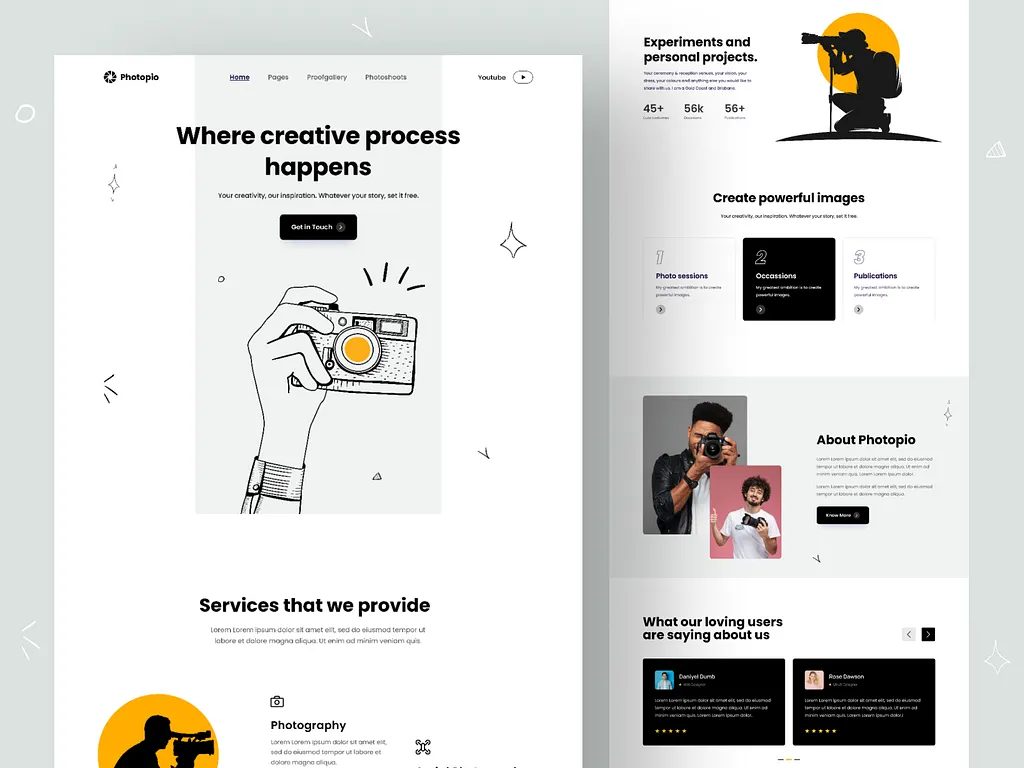 Photopio
Home
Pages
Proofgallery
Photoshoots
Youtube
Where creative process
happens
Your creativity, our inspiration. Whatever your story, set it free.
Get in Touch
Services that we provide
Lorem Lorem ipsum dolor sit amet elit, sed do eiusmod tempor ut
labore et dolore magna aliqua. Ut enim ad minim veniam quis
Photography
Lorem Lorem ipsum dolor sit amet elit,
sed do eiusmod tempor ut labore et
dolore magna aliqua.
Experiments and
personal projects.
Your ceremony & reception venues, your vision, your
dress, your colours and anything else you would like to
share with us. I am a Gold Coast and Brisbane.
45+
56k
56+
Occasions
Publications
Create powerful images
Your creativity, our inspiration. Whatever your story, set it free.
1
Photo sessions
My greatest ambition is to create
powerful images.
2
Occassions
My greatest ambition is to create
powerful images.
3
Publications
My greatest ambition is to create
powerful images.
About Photopio
Lorem Lorem ipsum dolor sit amet elit, sed do eiusmod
tempor ut labore et dolore magna aliqua. Ut enim ad
minim veniam quis. Lorem ipsum dolor.
Lorem Lorem ipsum dolor sit amet elit, sed do eiusmod
tempor ut labore et dolore magna aliqua.
Know More
What our loving users
are saying about us
Daniyel Dumb
Lorem Lorem ipsum dolor sit amet elit, sed do eiusmod
tempor ut labore et dolore magna aliqua. Ut enim ad
minim veniam quis. Lorem ipsum dolor.
Rose Dawson
Lorem Lorem ipsum dolor sit amet elit, sed do eiusmod
tempor ut labore et dolore magna aliqua. Ut enim ad
minim veniam quis. Lorem ipsum dolor.